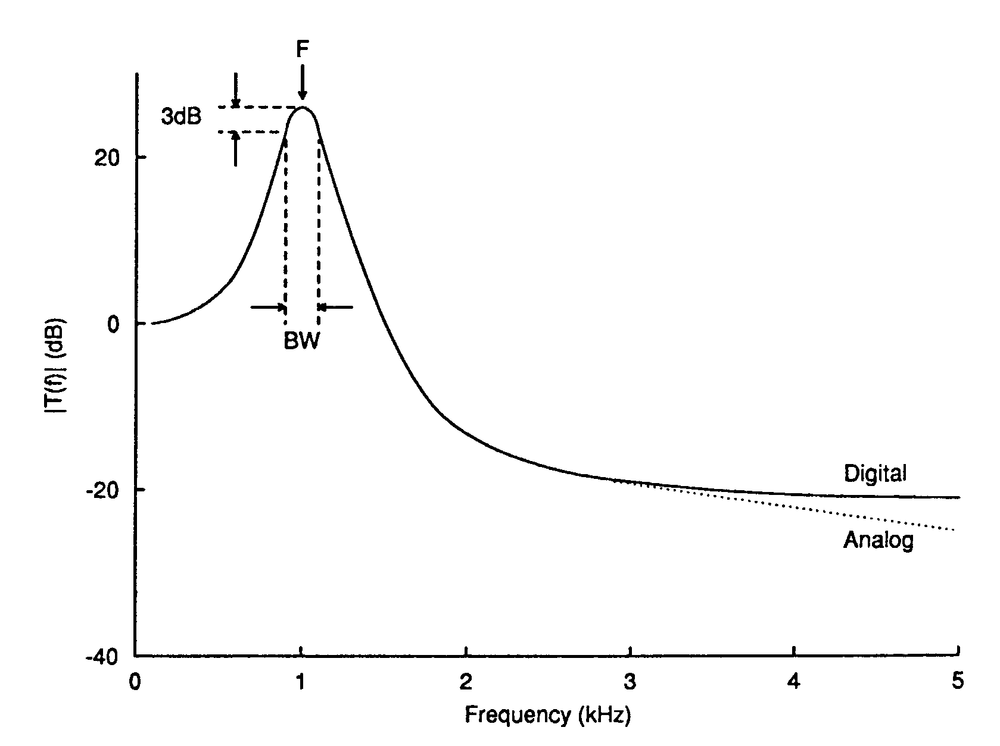 F
3dB
20
0
BW
|T(f)| (dB)
-20
Digital
Analog
-40
0 1 2 3 4 5
Frequency (kHz)